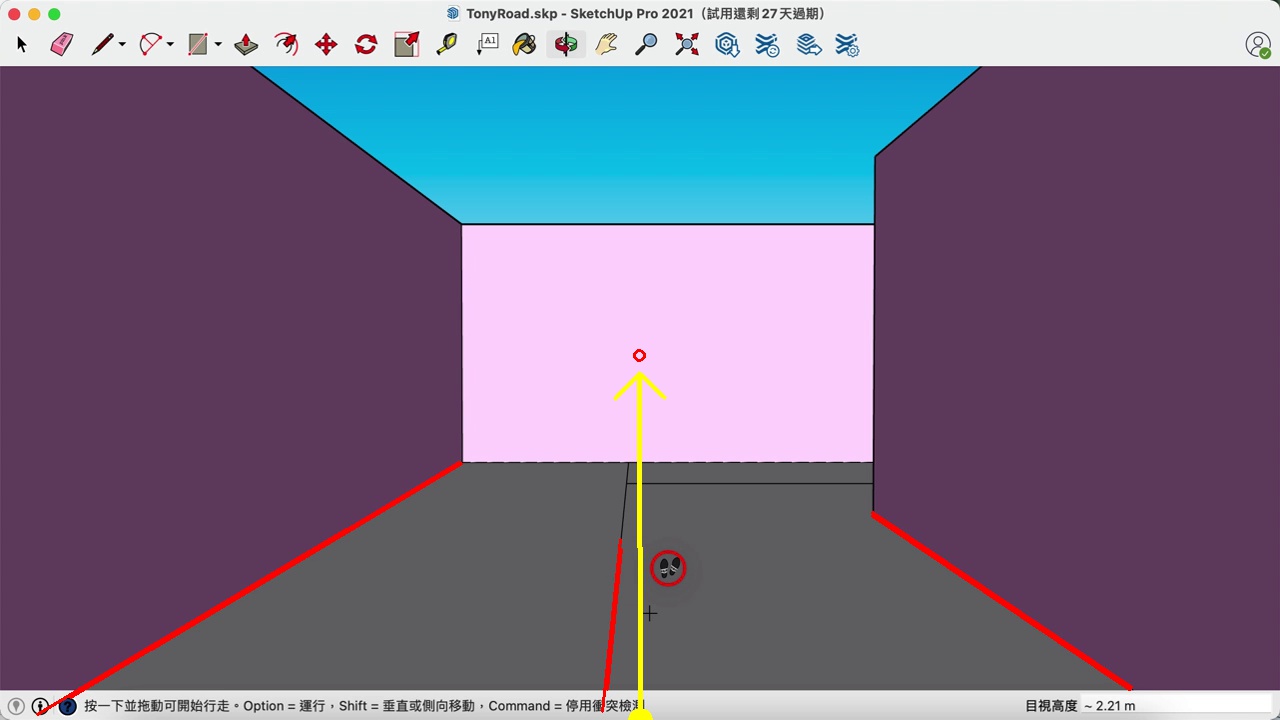 TonyRoad.skp - SketchUp Pro 2021（試用還剩 27 天過期）
A1
按一下並拖動可開始行走。Option = 運行，Shift = 垂直或側向移動，Command = 停用衝突檢測
目視高度 ~ 2.21 m